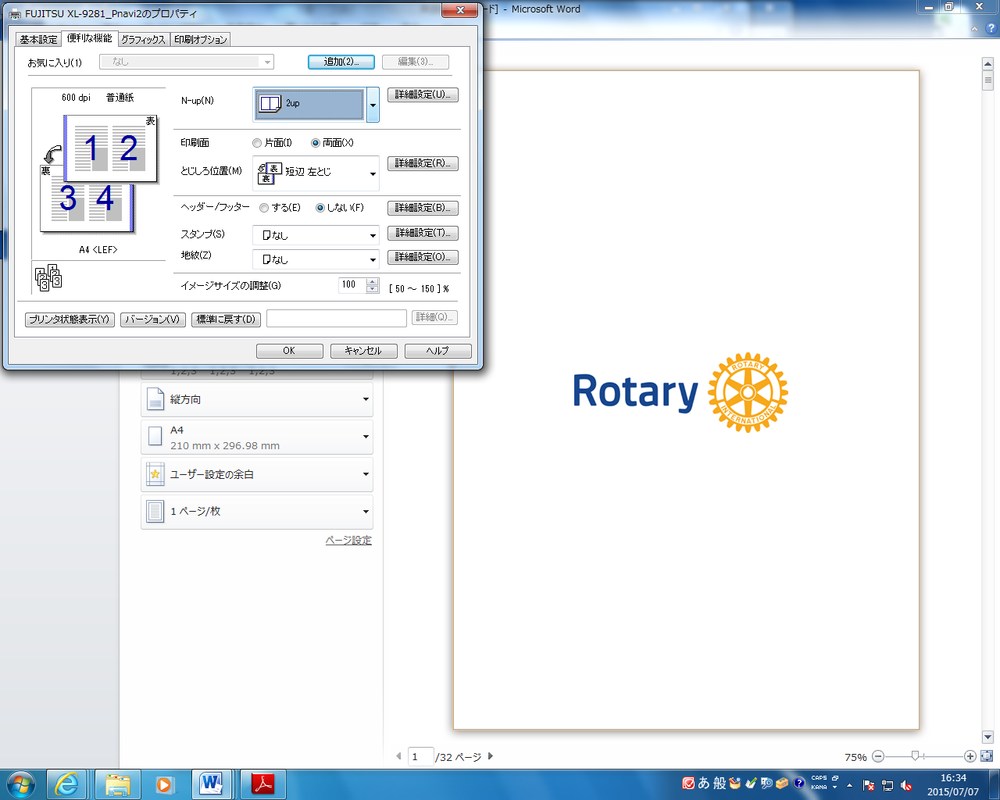 FUJITSU XL-9281_Pnavi2のプロパティ
ド] - Microsoft Word
基本設定 便利な機能 グラフィックス 印刷オプション
お気に入り(1) なし 追加(2)... 編集(3)...
600 dpi 普通紙
N-up(N) 2up 詳細設定(U)...
表
1 2
裏
3 4
A4 <LEF>
1 2 3 1 2 3
印刷面 片面(I) 両面(X)
とじしろ位置(M) 表 裏 短辺 左とじ 詳細設定(R)...
ヘッダー/フッター する(E) しない(F) 詳細設定(B)...
スタンプ(S) なし 詳細設定(T)...
地紋(Z) なし 詳細設定(O)...
イメージサイズの調整(G) 100 [ 50 ～ 150 ] %
プリンタ状態表示(Y) バージョン(V) 標準に戻す(D) 詳細(Q)...
OK キャンセル ヘルプ
1,2,3 1,2,3 1,2,3
縦方向
A4
210 mm x 296.98 mm
ユーザー設定の余白
1 ページ/枚
ページ設定
Rotary
ROTARY
INTERNATIONAL
1 /32 ページ
75%
あ 般 CAPS KANA
16:34
2015/07/07